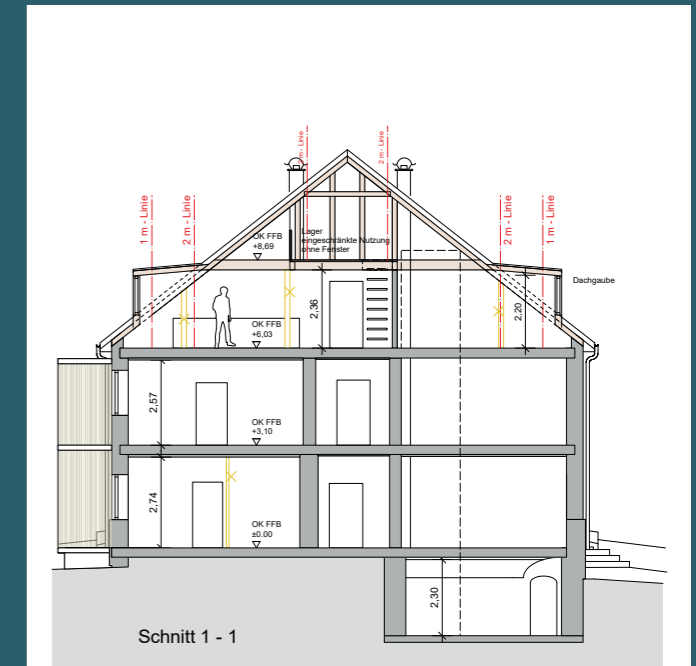 2 m - Linie
2 m - Linie
1 m - Linie
2 m - Linie
2 m - Linie
1 m - Linie
Lager
eingeschränkte Nutzung
ohne Fenster
OK FFB
+8,69
Dachgaube
2,36
2,20
OK FFB
+6,03
2,57
OK FFB
+3,10
2,74
OK FFB
±0.00
2,30
Schnitt 1 - 1